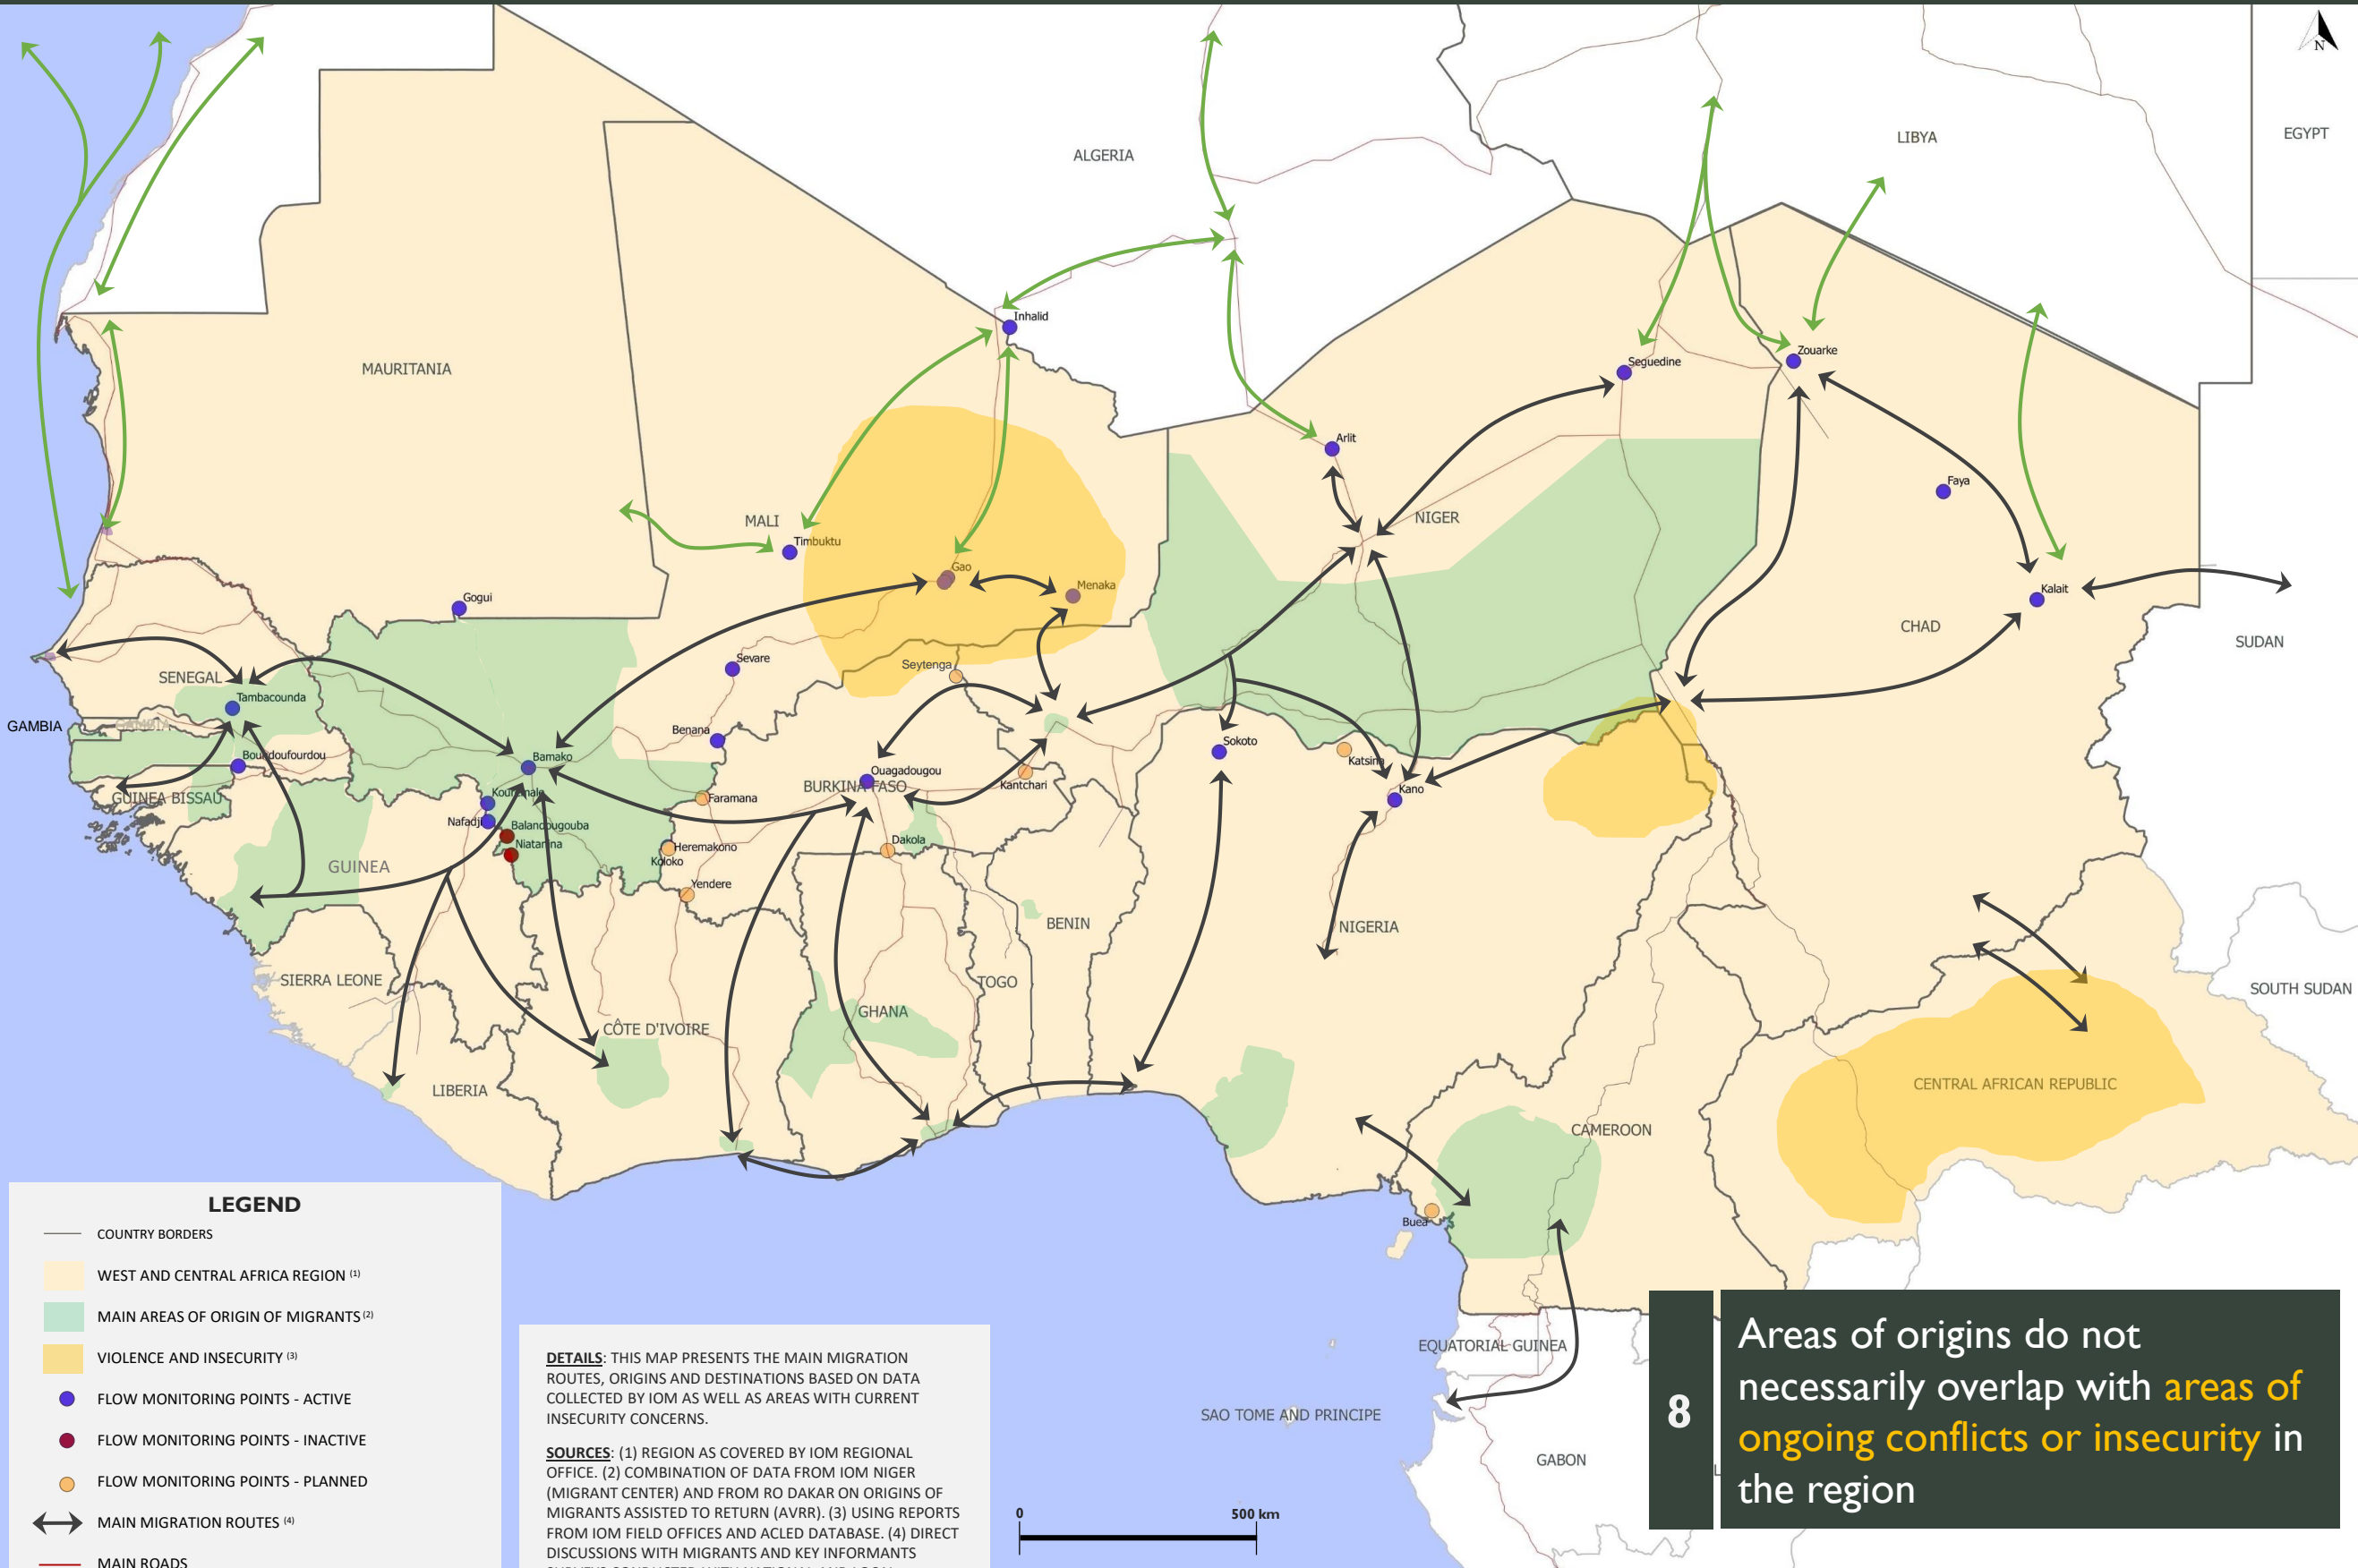 N
ALGERIA
LIBYA
EGYPT
Inhalid
MAURITANIA
Zouarke
Seguedine
Arlit
Faya
NIGER
MALI
Timbuktu
Gao
Menaka
Kalait
Gogui
CHAD
SUDAN
Sevare
Seytenga
SENEGAL
Tambacounda
GAMBIA
GAMBIA
Benana
Sokoto
Katsina
Boundoufourdou
Bamako
Ouagadougou
BURKINA FASO
Kantchari
Kano
GUINEA BISSAU
Kouremale
Faramana
Nafadji
Balandougouba
Niatanina
Dakola
Heremakono
Koloko
GUINEA
Yendere
BENIN
NIGERIA
SIERRA LEONE
TOGO
SOUTH SUDAN
GHANA
CÔTE D'IVOIRE
LIBERIA
CENTRAL AFRICAN REPUBLIC
CAMEROON
Buea
EQUATORIAL GUINEA
SAO TOME AND PRINCIPE
GABON
LEGEND
COUNTRY BORDERS
WEST AND CENTRAL AFRICA REGION (1)
MAIN AREAS OF ORIGIN OF MIGRANTS (2)
VIOLENCE AND INSECURITY (3)
FLOW MONITORING POINTS - ACTIVE
FLOW MONITORING POINTS - INACTIVE
FLOW MONITORING POINTS - PLANNED
MAIN MIGRATION ROUTES (4)
MAIN ROADS
DETAILS: THIS MAP PRESENTS THE MAIN MIGRATION
ROUTES, ORIGINS AND DESTINATIONS BASED ON DATA
COLLECTED BY IOM AS WELL AS AREAS WITH CURRENT
INSECURITY CONCERNS.
SOURCES: (1) REGION AS COVERED BY IOM REGIONAL
OFFICE. (2) COMBINATION OF DATA FROM IOM NIGER
(MIGRANT CENTER) AND FROM RO DAKAR ON ORIGINS OF
MIGRANTS ASSISTED TO RETURN (AVRR). (3) USING REPORTS
FROM IOM FIELD OFFICES AND ACLED DATABASE. (4) DIRECT
DISCUSSIONS WITH MIGRANTS AND KEY INFORMANTS
0 500 km
8
Areas of origins do not
necessarily overlap with areas of
ongoing conflicts or insecurity in
the region